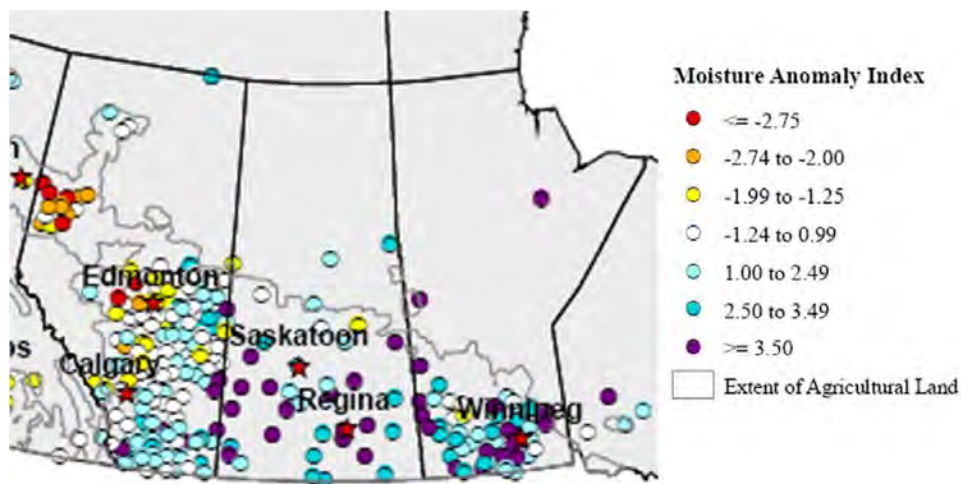 Moisture Anomaly Index
<= -2.75
-2.74 to -2.00
-1.99 to -1.25
-1.24 to 0.99
1.00 to 2.49
2.50 to 3.49
>= 3.50
Extent of Agricultural Land
Edmonton
Saskatoon
Calgary
Regina
Winnipeg